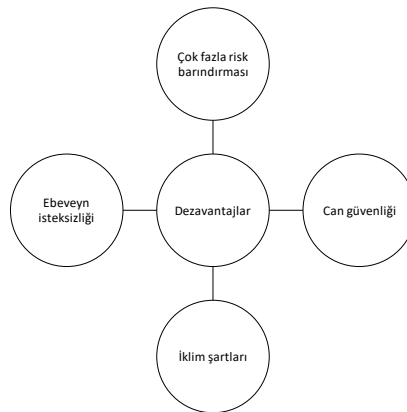 Çok fazla risk
barındırması
Ebeveyn
isteksizliği
Dezavantajlar
Can güvenliği
İklim şartları